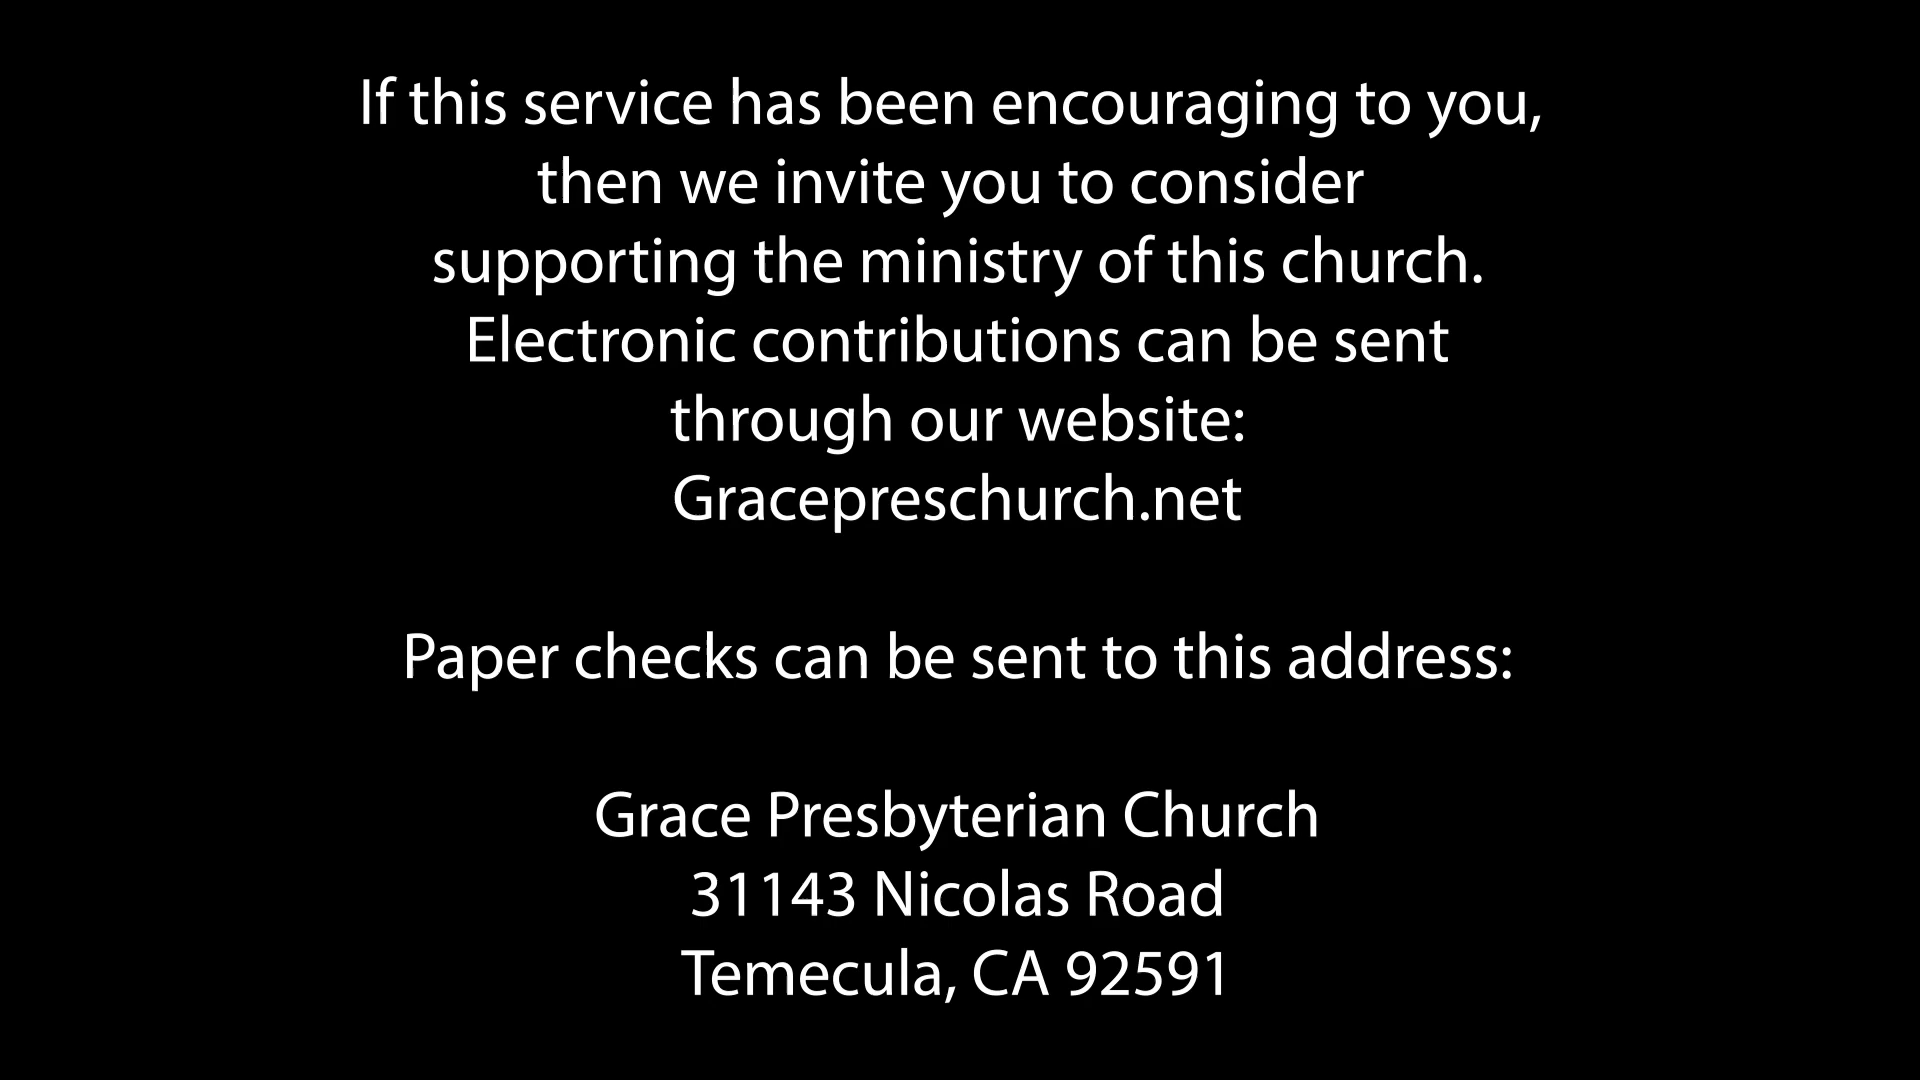 If this service has been encouraging to you,
then we invite you to consider
supporting the ministry of this church.
Electronic contributions can be sent
through our website:
Gracepreschurch.net
Paper checks can be sent to this address:
Grace Presbyterian Church
31143 Nicolas Road
Temecula, CA 92591